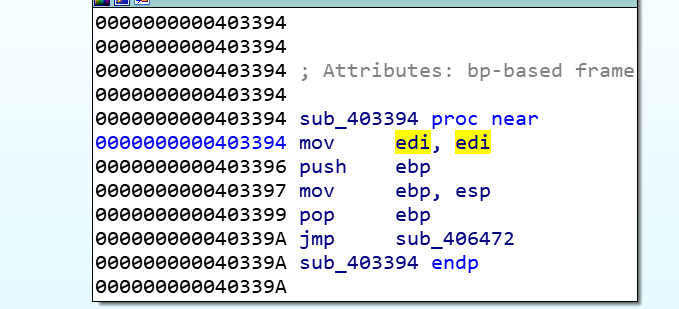 0000000000403394
0000000000403394
0000000000403394 ; Attributes: bp-based frame
0000000000403394
0000000000403394 sub_403394 proc near
0000000000403394 mov     edi, edi
0000000000403396 push    ebp
0000000000403397 mov     ebp, esp
0000000000403399 pop     ebp
000000000040339A jmp     sub_406472
000000000040339A sub_403394 endp
000000000040339A